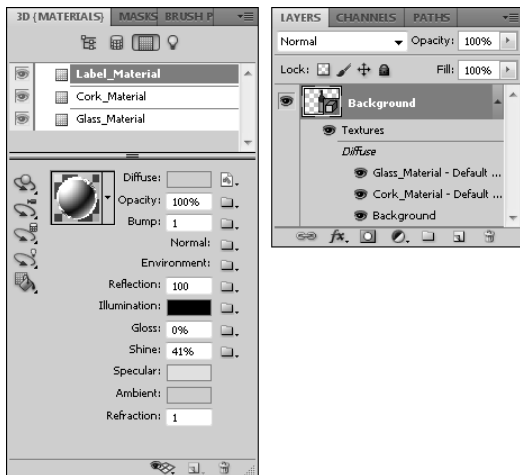 3D {MATERIALS} MASKS BRUSH P
Label_Material
Cork_Material
Glass_Material
Diffuse:
Opacity: 100%
Bump: 1
Normal:
Environment:
Reflection: 100
Illumination:
Gloss: 0%
Shine: 41%
Specular:
Ambient:
Refraction: 1
LAYERS CHANNELS PATHS
Normal Opacity: 100%
Lock: Fill: 100%
Background
Textures
Diffuse
Glass_Material - Default ...
Cork_Material - Default ...
Background
fx.